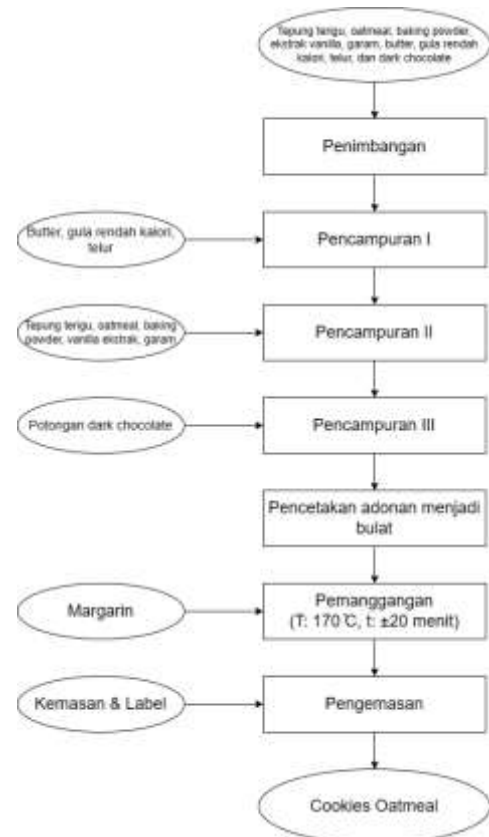 Tepung terigu, oatmeal, baking powder,
ekstrak vanilla, garam, butter, gula rendah
kalori, telur, dan dark chocolate
Penimbangan
Butter, gula rendah kalori,
telur
Pencampuran I
Tepung terigu, oatmeal, baking
powder, vanilla ekstrak, garam
Pencampuran II
Potongan dark chocolate
Pencampuran III
Pencetakan adonan menjadi
bulat
Margarin
Pemanggangan
(T: 170℃, t: ±20 menit)
Kemasan & Label
Pengemasan
Cookies Oatmeal